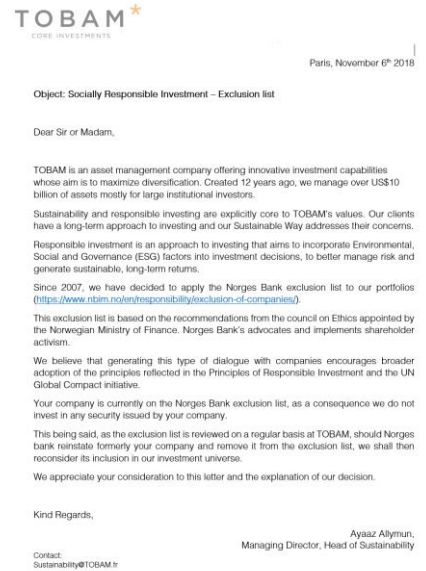 TOBAM*
CORE INVESTMENTS
Paris, November 6th 2018
Object: Socially Responsible Investment – Exclusion list
Dear Sir or Madam,
TOBAM is an asset management company offering innovative investment capabilities
whose aim is to maximize diversification. Created 12 years ago, we manage over US$10
billion of assets mostly for large institutional investors.
Sustainability and responsible investing are explicitly core to TOBAM's values. Our clients
have a long-term approach to investing and our Sustainable Way addresses their concerns.
Responsible investment is an approach to investing that aims to incorporate Environmental,
Social and Governance (ESG) factors into investment decisions, to better manage risk and
generate sustainable, long-term returns.
Since 2007, we have decided to apply the Norges Bank exclusion list to our portfolios
(https://www.nbim.no/en/responsibility/exclusion-of-companies/).
This exclusion list is based on the recommendations from the council on Ethics appointed by
the Norwegian Ministry of Finance. Norges Bank's advocates and implements shareholder
activism.
We believe that generating this type of dialogue with companies encourages broader
adoption of the principles reflected in the Principles of Responsible Investment and the UN
Global Compact initiative.
Your company is currently on the Norges Bank exclusion list, as a consequence we do not
invest in any security issued by your company.
This being said, as the exclusion list is reviewed on a regular basis at TOBAM, should Norges
bank reinstate formerly your company and remove it from the exclusion list, we shall then
reconsider its inclusion in our investment universe.
We appreciate your consideration to this letter and the explanation of our decision.
Kind Regards,
Ayaaz Allymun,
Managing Director, Head of Sustainability
Contact:
Sustainability@TOBAM.fr